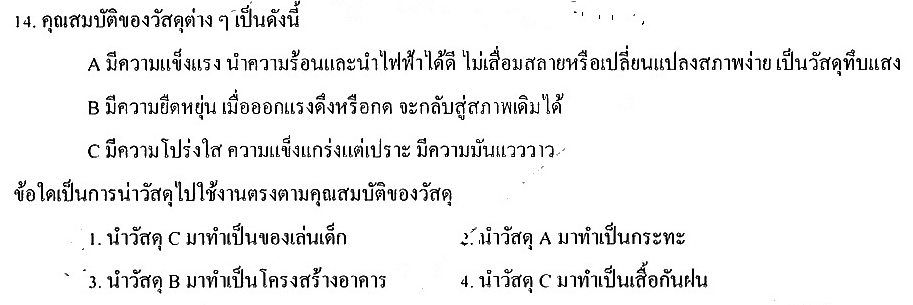 14. คุณสมบัติของวัสดุต่าง ๆ เป็นดังนี้
A มีความแข็งแรง นำความร้อนและนำไฟฟ้าได้ดี ไม่เสื่อมสลายหรือเปลี่ยนแปลงสภาพง่าย เป็นวัสดุทึบแสง
B มีความยืดหยุ่น เมื่อออกแรงดึงหรือกด จะกลับสู่สภาพเดิมได้
C มีความโปร่งใส ความแข็งแกร่งแต่เปราะ มีความมันแวววาว
ข้อใดเป็นการนำวัสดุไปใช้งานตรงตามคุณสมบัติของวัสดุ
1. นำวัสดุ C มาทำเป็นของเล่นเด็ก 2. นำวัสดุ A มาทำเป็นกระทะ
3. นำวัสดุ B มาทำเป็นโครงสร้างอาคาร 4. นำวัสดุ C มาทำเป็นเสื้อกันฝน